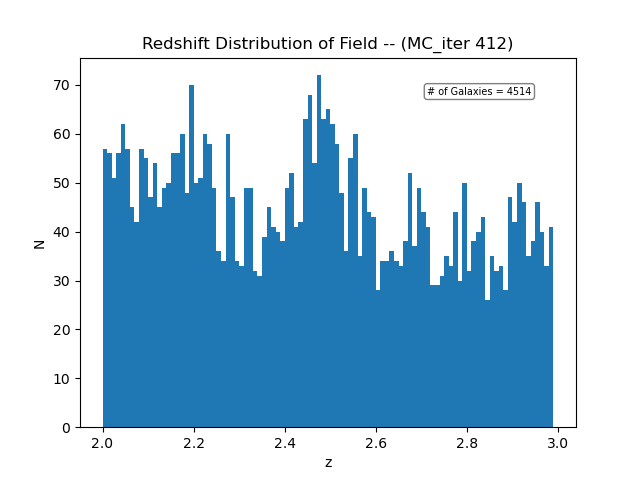 Redshift Distribution of Field -- (MC_iter 412)
# of Galaxies = 4514
N
70
60
50
40
30
20
10
0
2.0 2.2 2.4 2.6 2.8 3.0
z